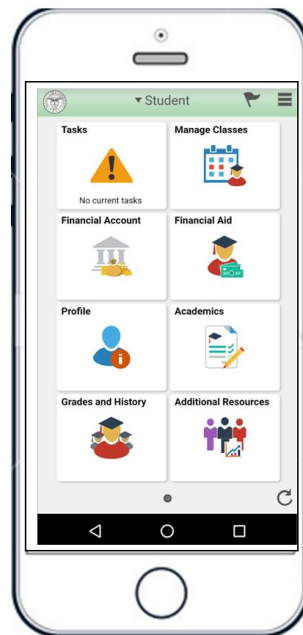 Student
Tasks
Manage Classes
No current tasks
Financial Account
Financial Aid
Profile
Academics
Grades and History
Additional Resources